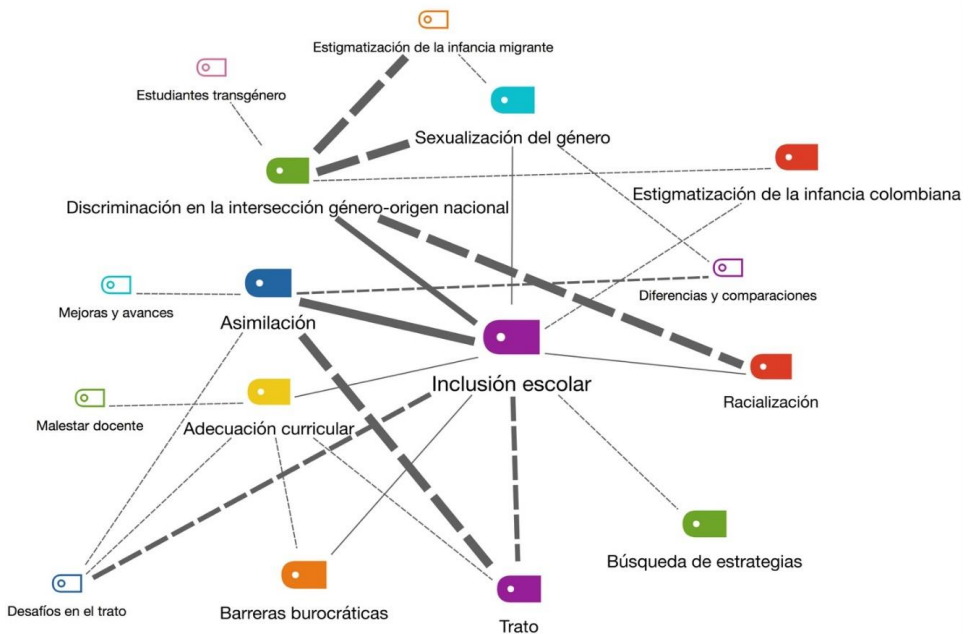 Estigmatización de la infancia migrante
Estudiantes transgénero
Sexualización del género
Estigmatización de la infancia colombiana
Discriminación en la intersección género-origen nacional
Diferencias y comparaciones
Mejoras y avances
Asimilación
Inclusión escolar
Racialización
Malestar docente
Adecuación curricular
Búsqueda de estrategias
Desafíos en el trato
Barreras burocráticas
Trato